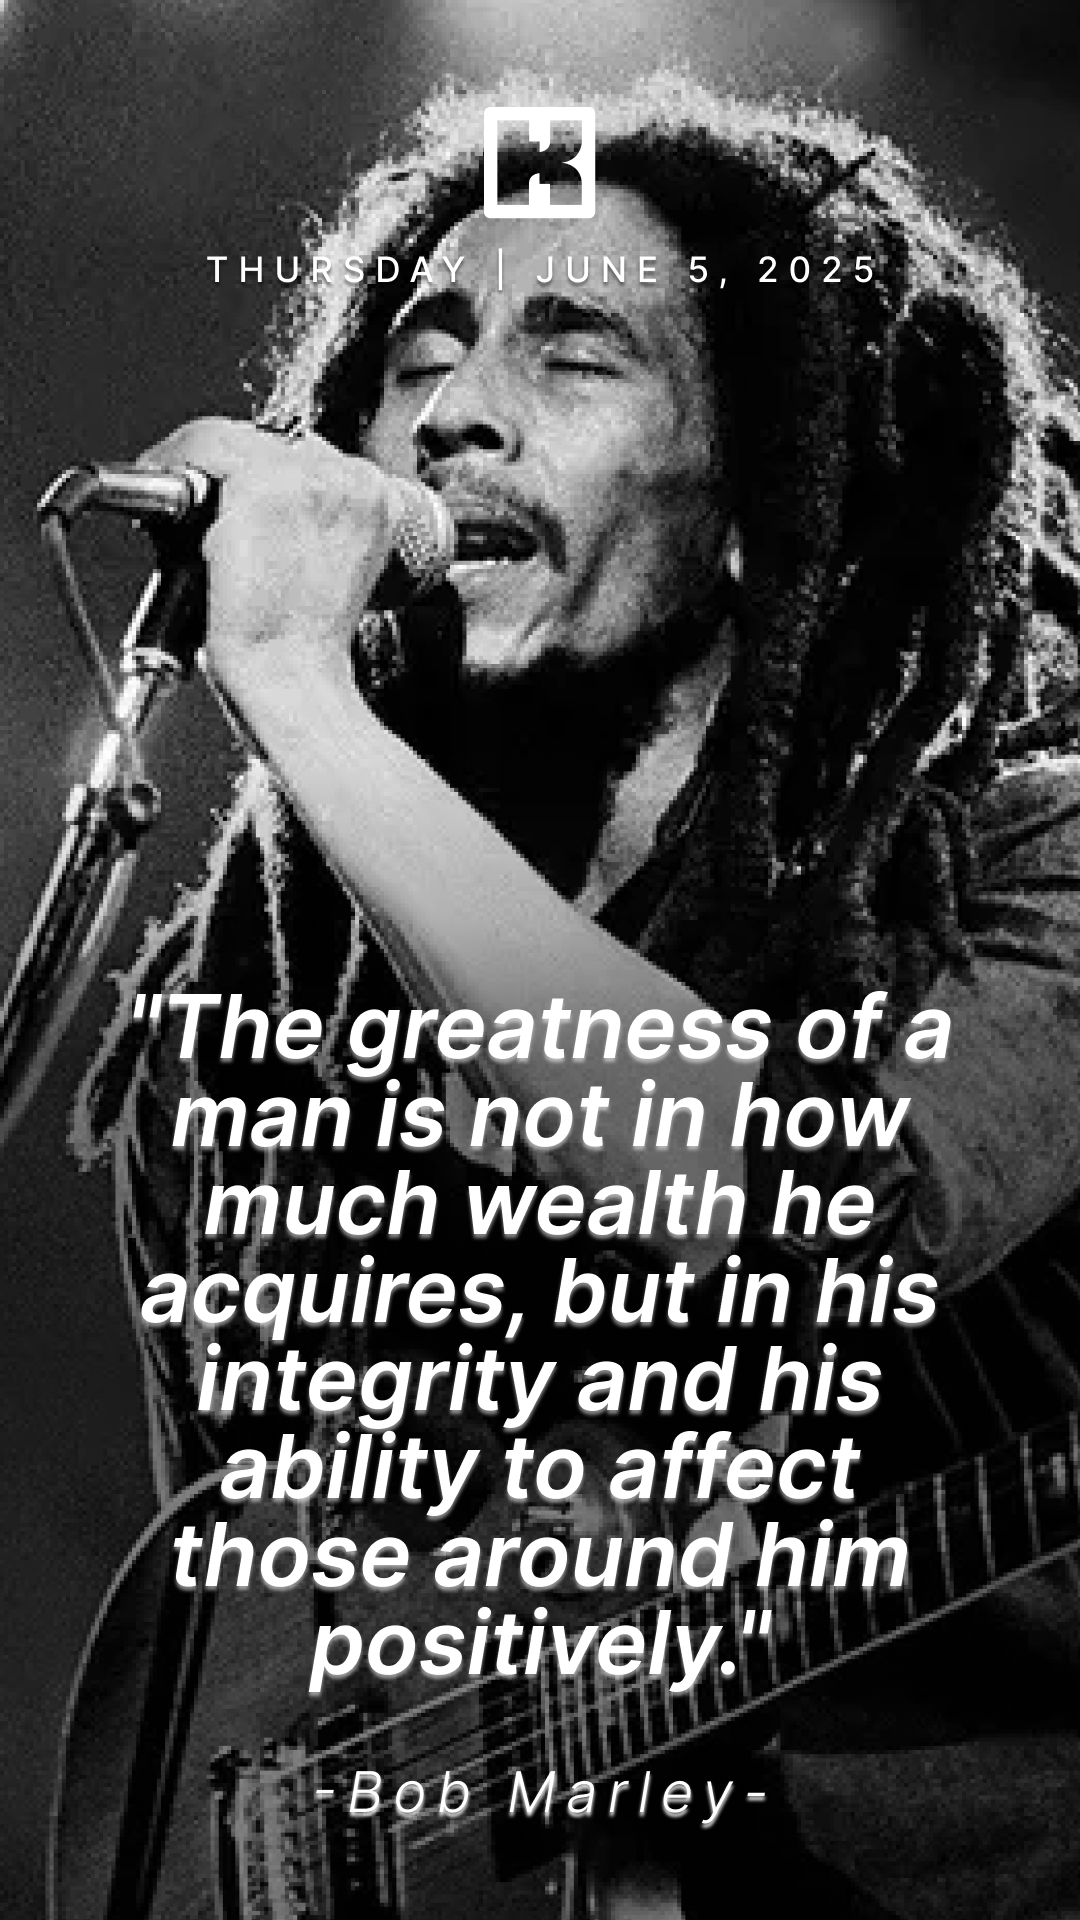 THURSDAY | JUNE 5, 2025
"The greatness of a
man is not in how
much wealth he
acquires, but in his
integrity and his
ability to affect
those around him
positively."
-Bob Marley-